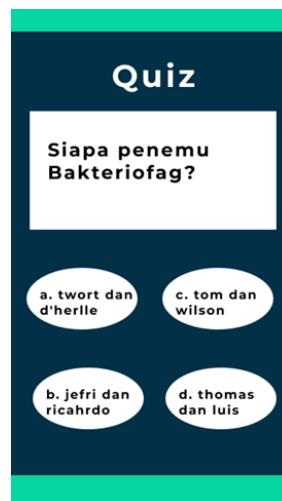 Quiz
Siapa penemu
Bakteriofag?
a. twort dan
d'herlle
c. tom dan
wilson
b. jefri dan
ricahrdo
d. thomas
dan luis